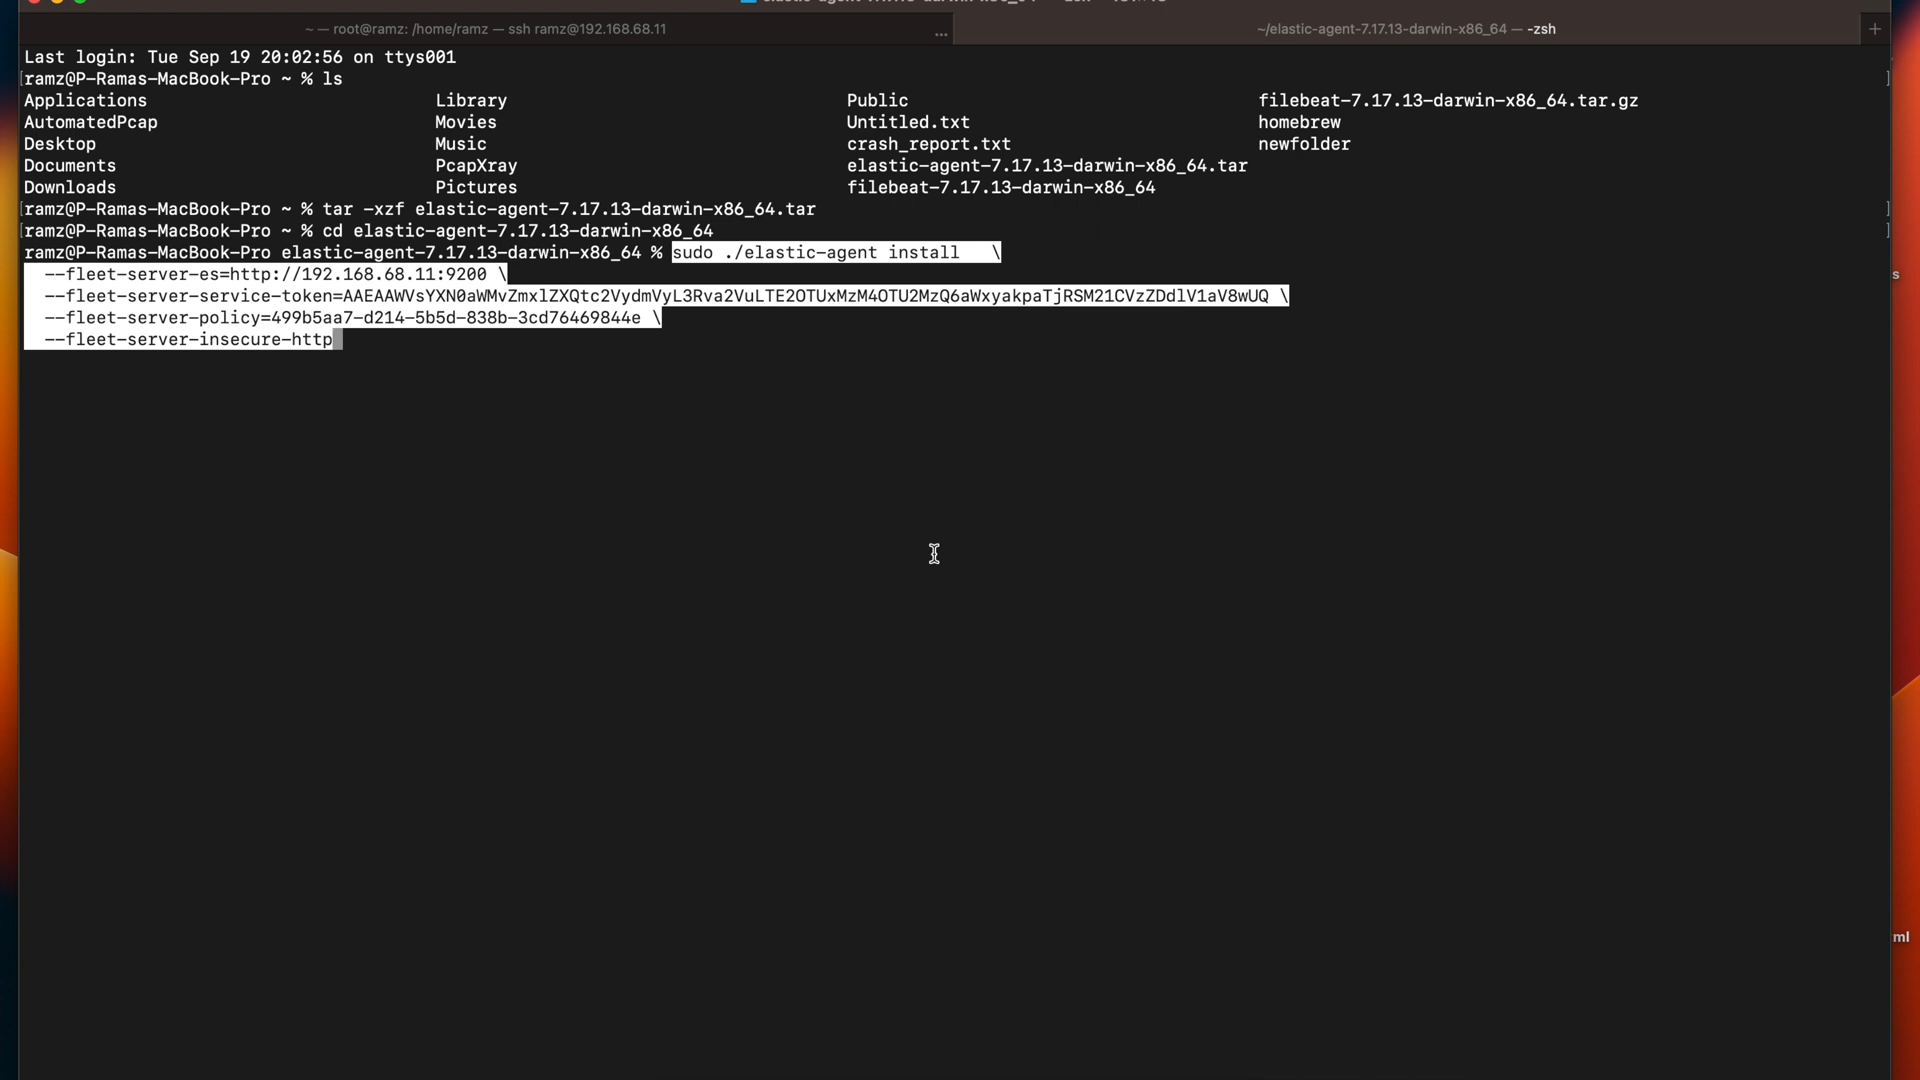 ~ — root@ramz: /home/ramz — ssh ramz@192.168.68.11 ... ~/elastic-agent-7.17.13-darwin-x86_64 — -zsh +
Last login: Tue Sep 19 20:02:56 on ttys001
[ramz@P-Ramas-MacBook-Pro ~ % ls ]
Applications Library Public filebeat-7.17.13-darwin-x86_64.tar.gz
AutomatedPcap Movies Untitled.txt homebrew
Desktop Music crash_report.txt newfolder
Documents PcapXray elastic-agent-7.17.13-darwin-x86_64.tar
Downloads Pictures filebeat-7.17.13-darwin-x86_64
[ramz@P-Ramas-MacBook-Pro ~ % tar -xzf elastic-agent-7.17.13-darwin-x86_64.tar ]
[ramz@P-Ramas-MacBook-Pro ~ % cd elastic-agent-7.17.13-darwin-x86_64 ]
ramz@P-Ramas-MacBook-Pro elastic-agent-7.17.13-darwin-x86_64 % sudo ./elastic-agent install   \
--fleet-server-es=http://192.168.68.11:9200 \
--fleet-server-service-token=AAEAAWVsYXN0aWMvZmxlZXQtc2VydmVyL3Rva2VuLTE2OTUxMzM4OTU2MzQ6aWxyakpaTjRSM21CVzZDdlV1aV8wUQ \
--fleet-server-policy=499b5aa7-d214-5b5d-838b-3cd76469844e \
--fleet-server-insecure-http
s
ml